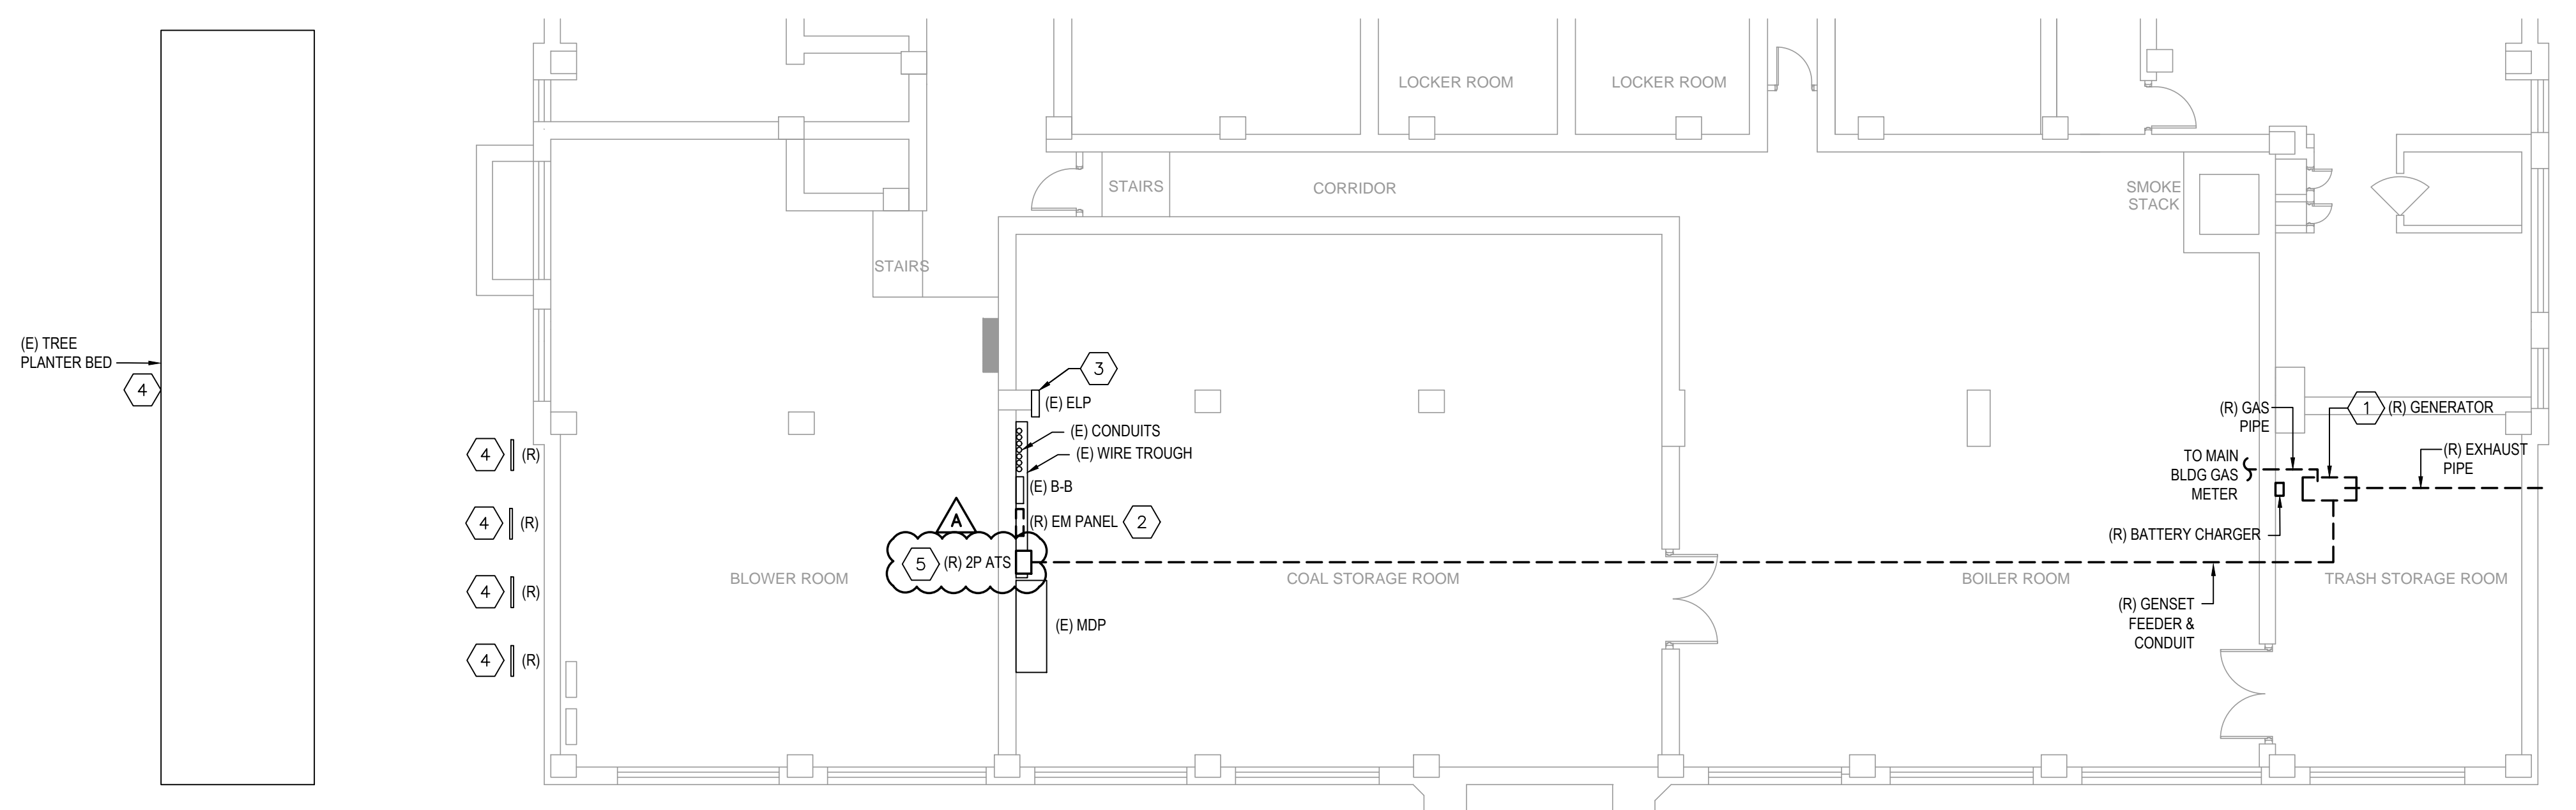 LOCKER ROOM
LOCKER ROOM
STAIRS
CORRIDOR
SMOKE
STACK
STAIRS
(E) TREE
PLANTER BED
4
3
(E) ELP
(E) CONDUITS
(E) WIRE TROUGH
(E) B-B
(R) EM PANEL
2
A
5
(R) 2P ATS
(E) MDP
4
(R)
4
(R)
4
(R)
4
(R)
BLOWER ROOM
COAL STORAGE ROOM
BOILER ROOM
TRASH STORAGE ROOM
(R) GAS
PIPE
1
(R) GENERATOR
TO MAIN
BLDG GAS
METER
(R) EXHAUST
PIPE
(R) BATTERY CHARGER
(R) GENSET
FEEDER &
CONDUIT